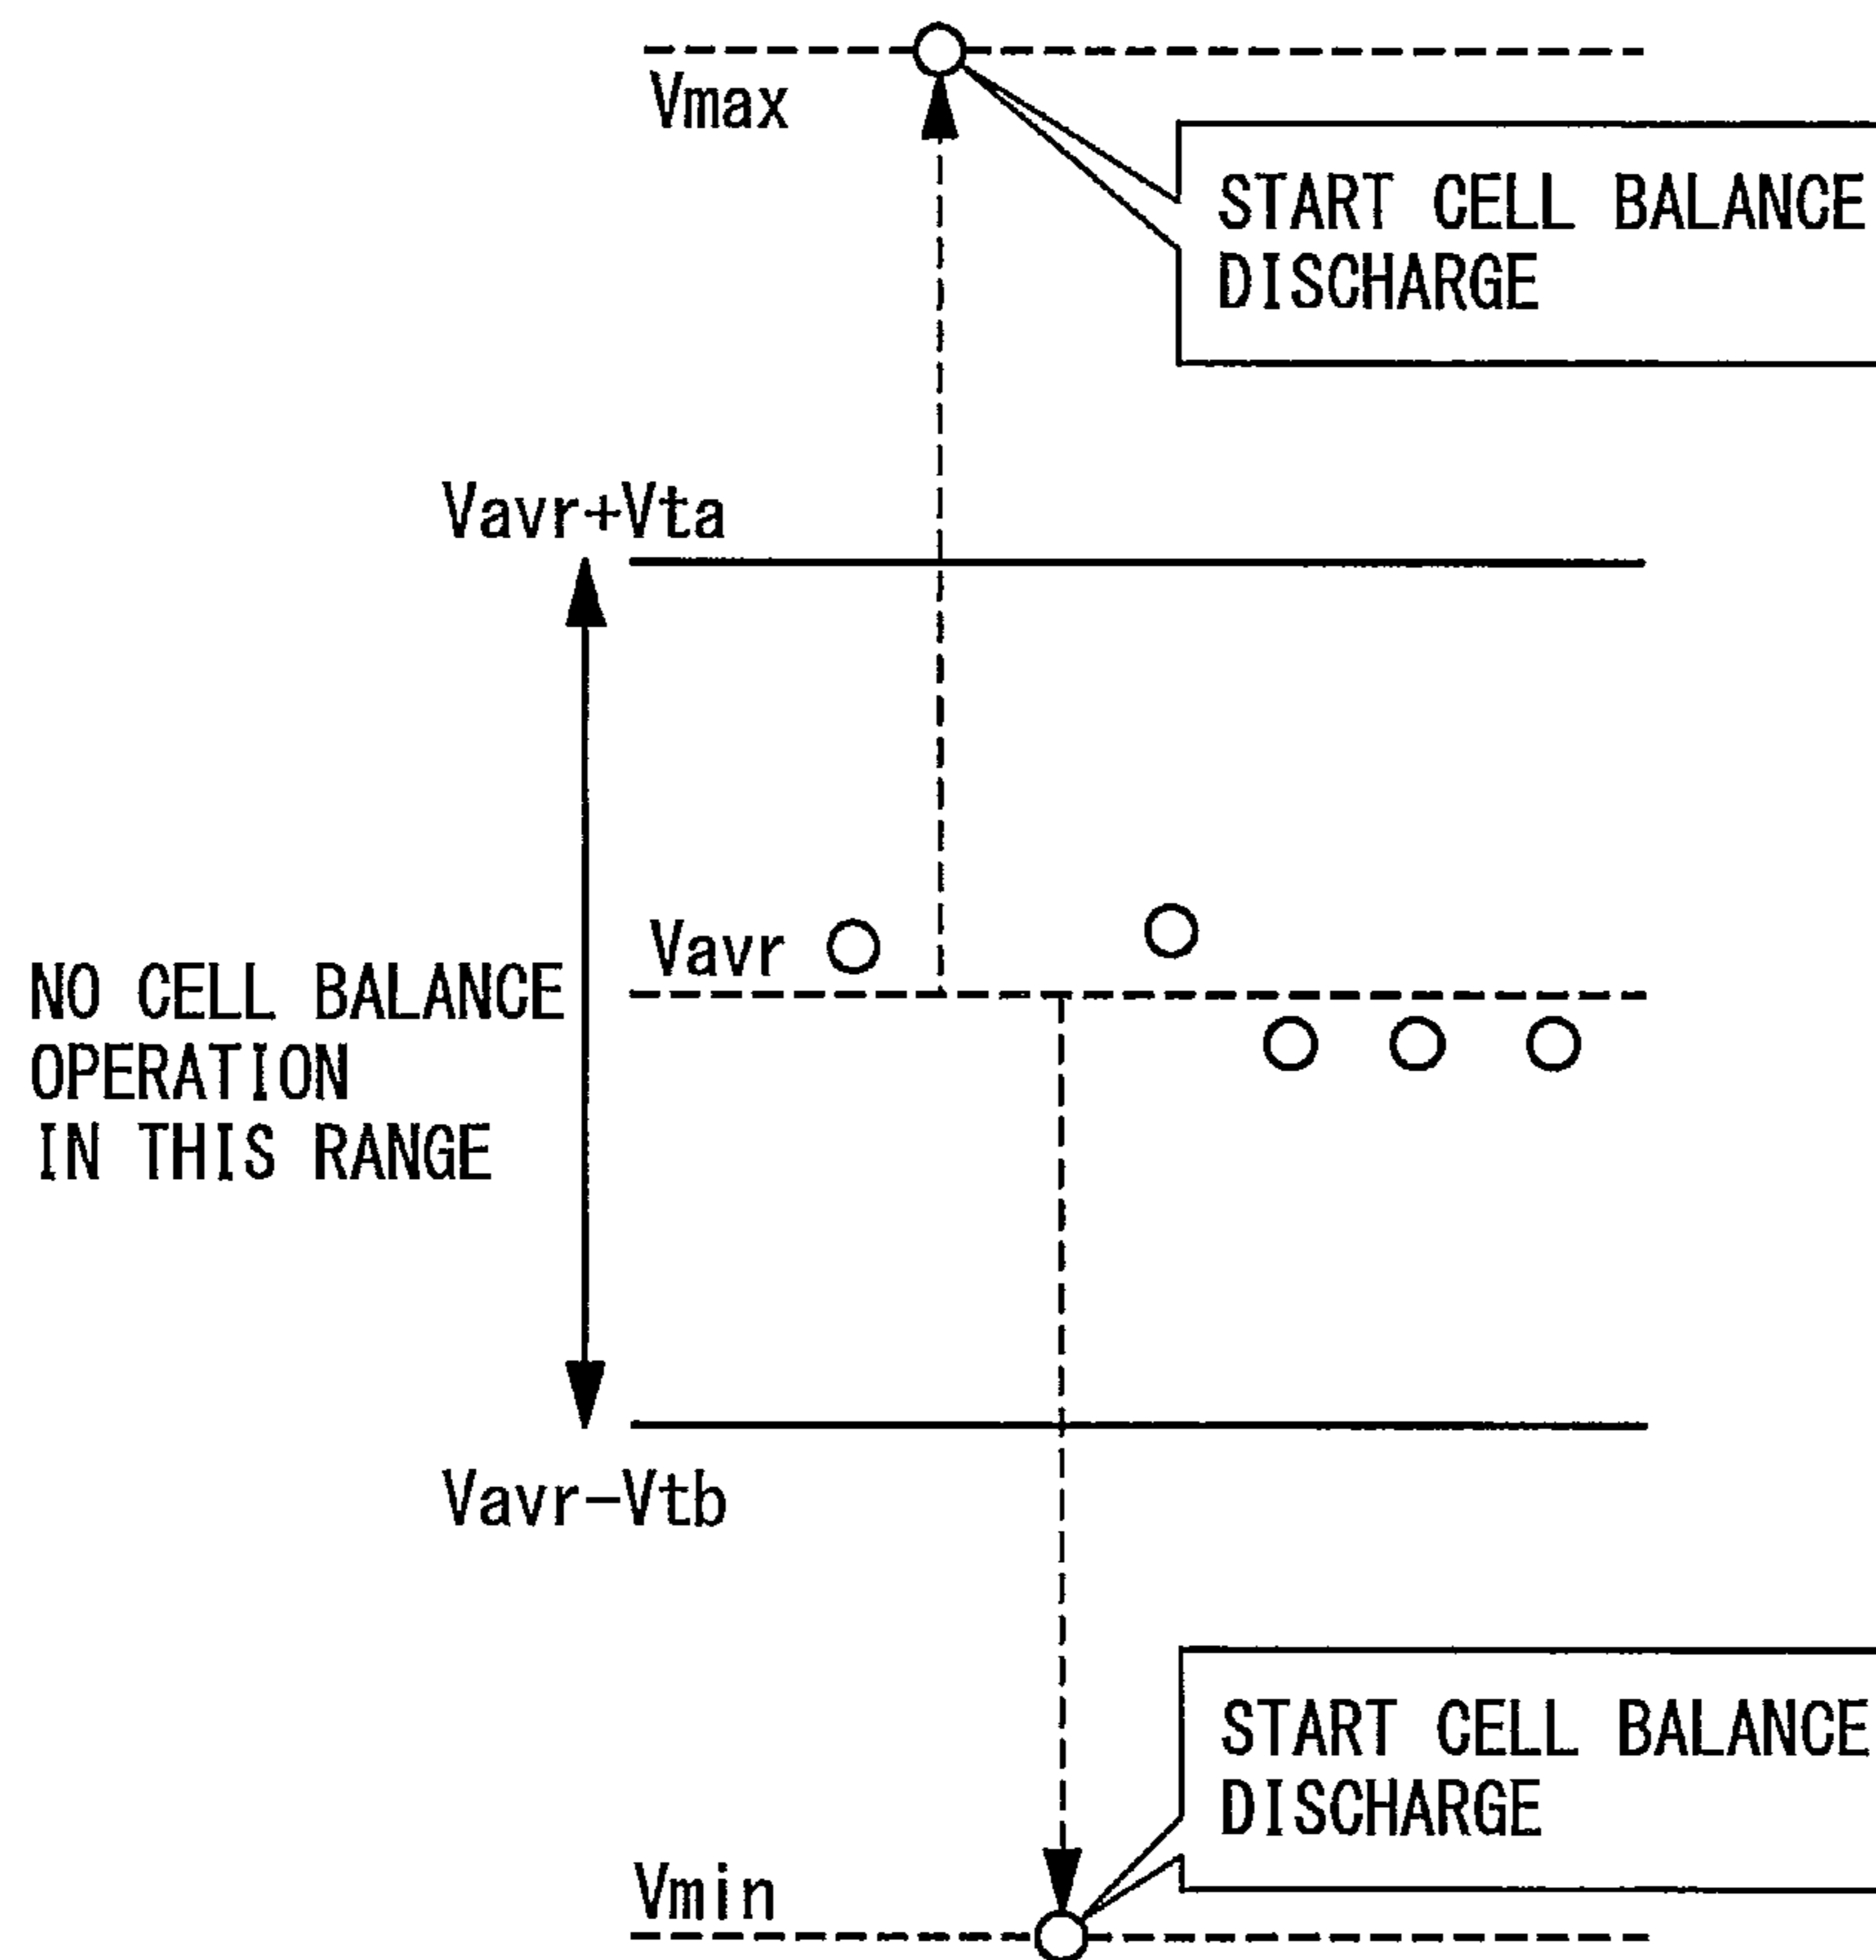 Vmax
START CELL BALANCE
DISCHARGE
Vavr+Vta
Vavr
NO CELL BALANCE
OPERATION
IN THIS RANGE
Vavr-Vtb
START CELL BALANCE
DISCHARGE
Vmin